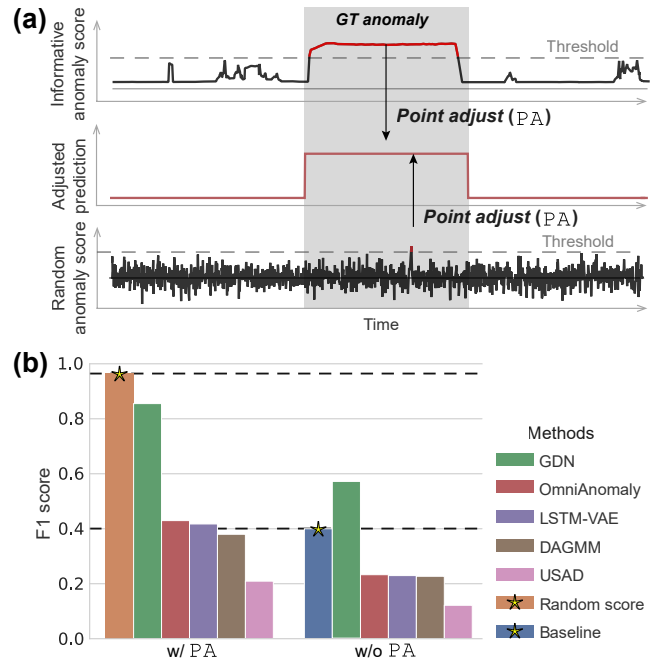 (a)
GT anomaly
Informative
anomaly score
Threshold
Point adjust (PA)
Adjusted
prediction
Point adjust (PA)
Random
anomaly score
Threshold
Time
(b)
F1 score
1.0
0.8
0.6
0.4
0.2
0.0
w/ PA
w/o PA
Methods
GDN
OmniAnomaly
LSTM-VAE
DAGMM
USAD
Random score
Baseline